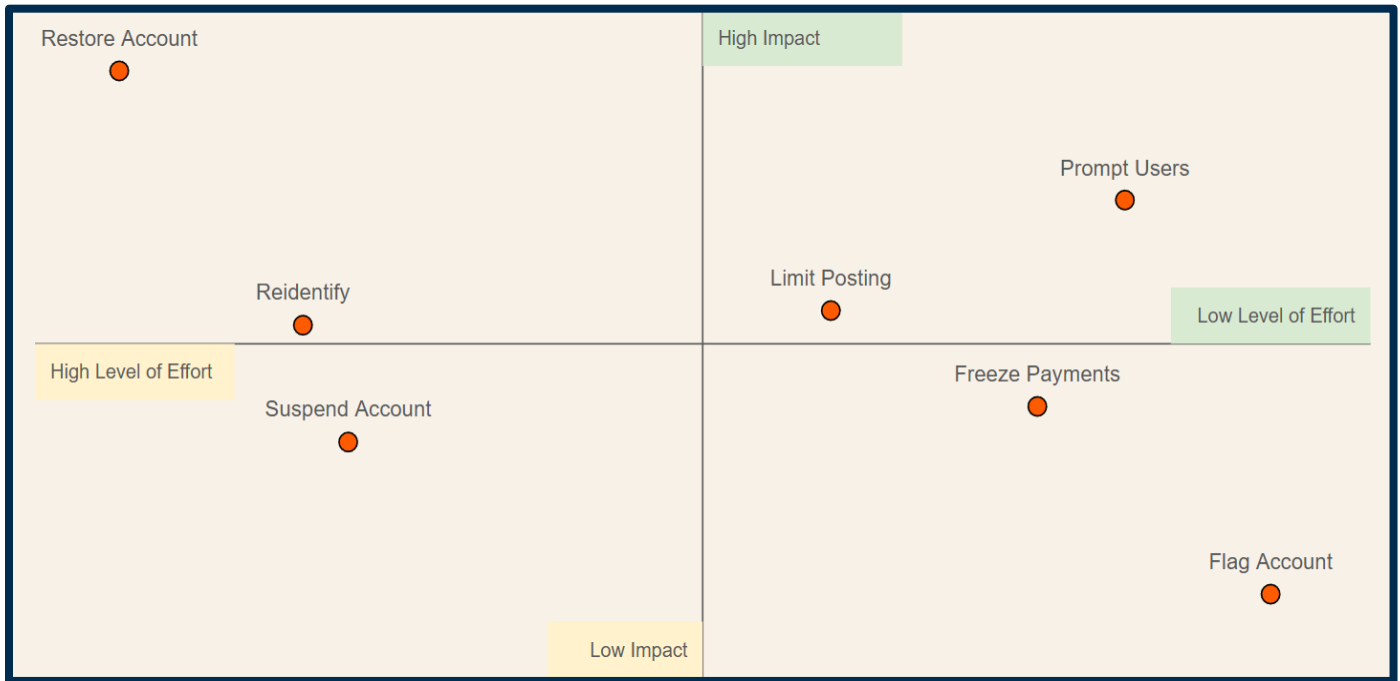 Restore Account
High Impact
Prompt Users
Limit Posting
Reidentify
Low Level of Effort
High Level of Effort
Freeze Payments
Suspend Account
Flag Account
Low Impact